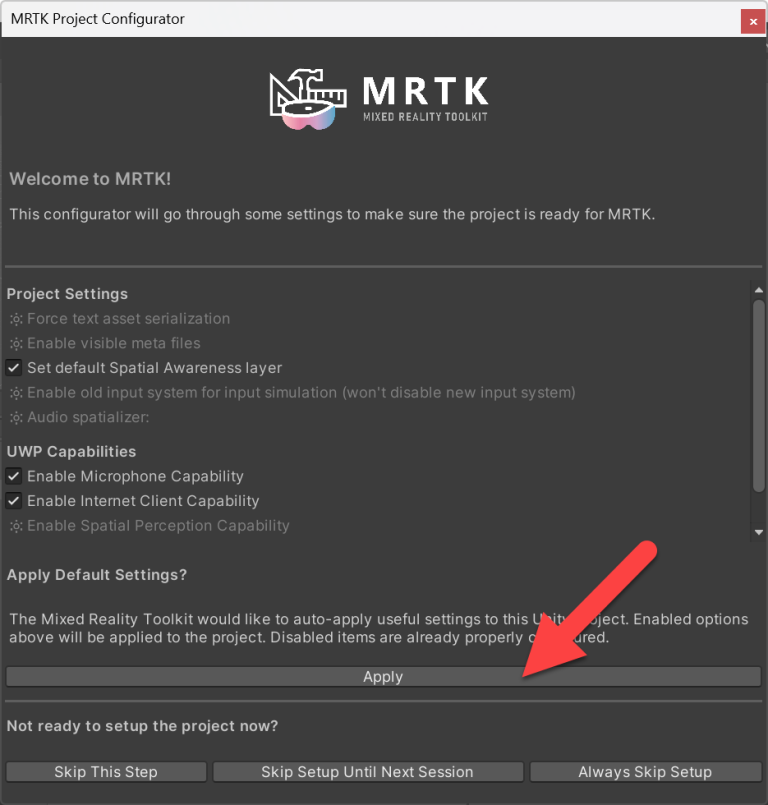 MRTK Project Configurator
MRTK
MIXED REALITY TOOLKIT
Welcome to MRTK!
This configurator will go through some settings to make sure the project is ready for MRTK.
Project Settings
Force text asset serialization
Enable visible meta files
Set default Spatial Awareness layer
Enable old input system for input simulation (won't disable new input system)
Audio spatializer:
UWP Capabilities
Enable Microphone Capability
Enable Internet Client Capability
Enable Spatial Perception Capability
Apply Default Settings?
The Mixed Reality Toolkit would like to auto-apply useful settings to this Unity project. Enabled options
above will be applied to the project. Disabled items are already properly
Apply
Not ready to setup the project now?
Skip This Step
Skip Setup Until Next Session
Always Skip Setup